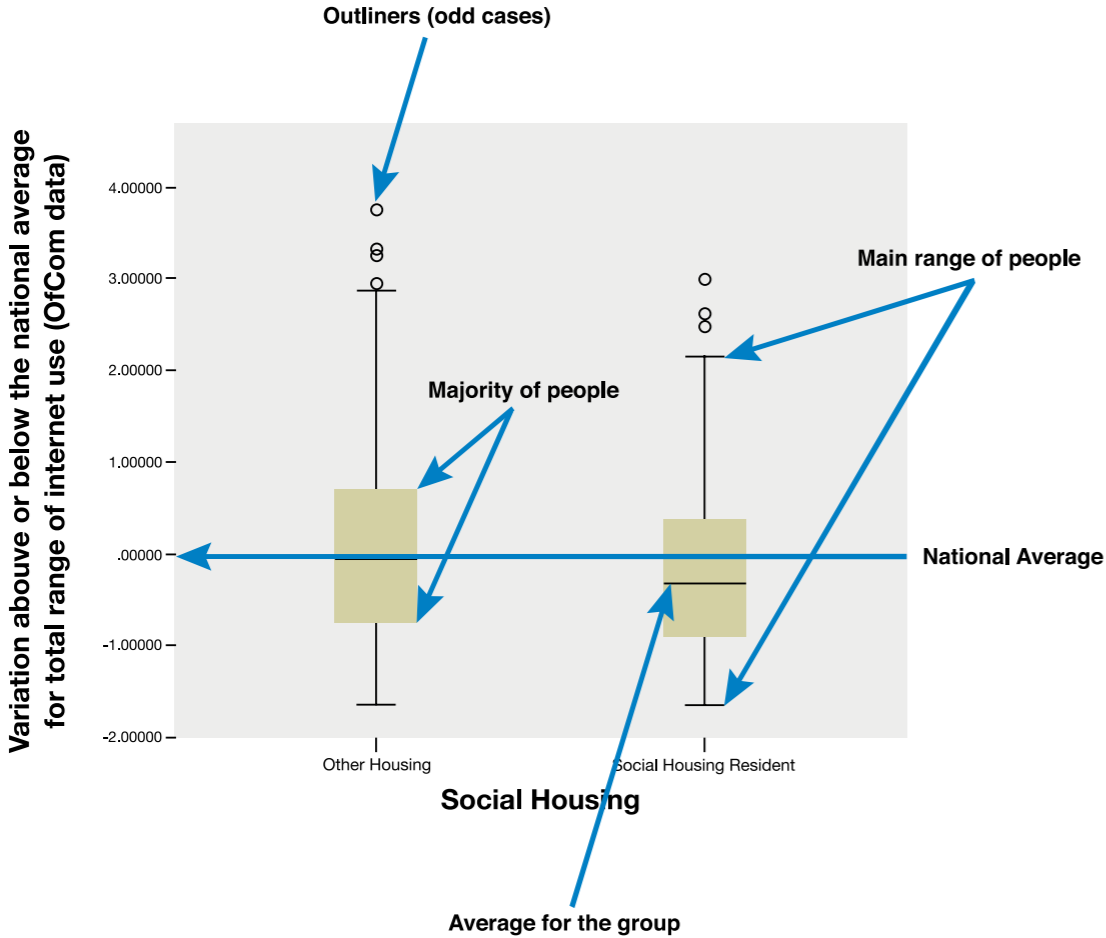 Outliners (odd cases)
Variation abouve or below the national average
for total range of internet use (OfCom data)
4.00000
3.00000
2.00000
1.00000
.00000
-1.00000
-2.00000
Main range of people
Majority of people
National Average
Other Housing
Social Housing Resident
Social Housing
Average for the group